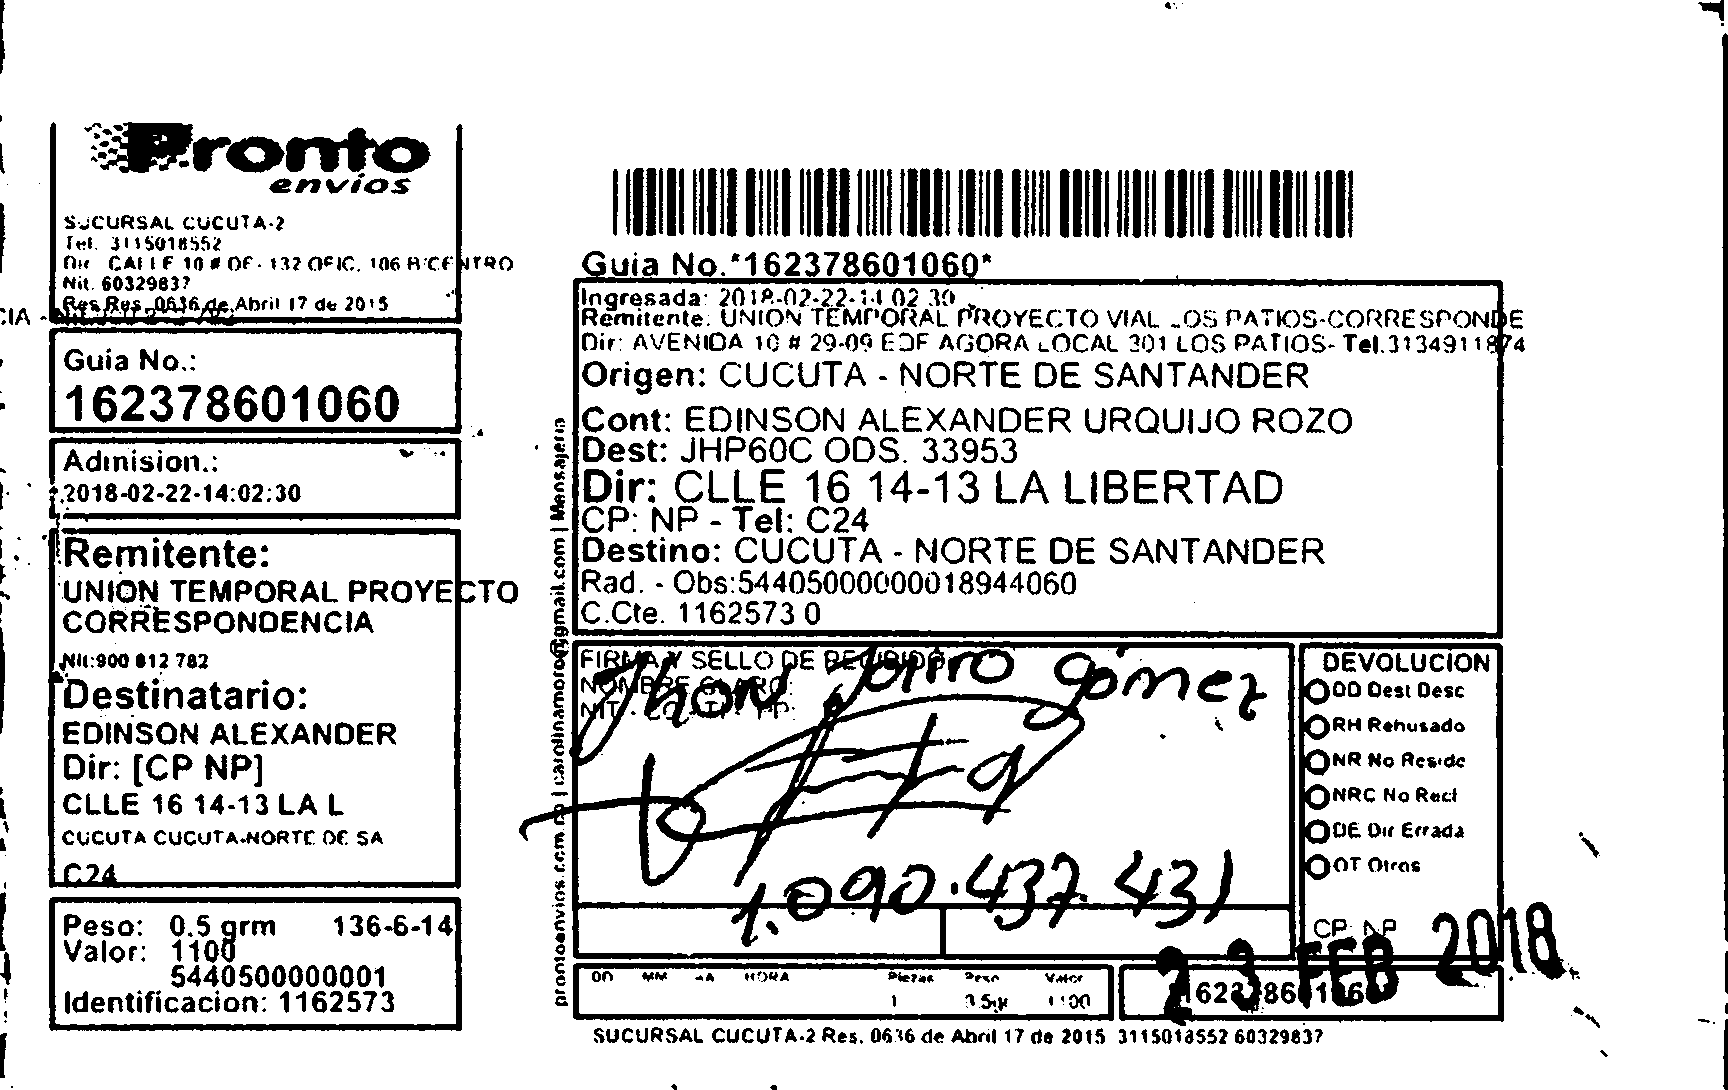 Pronto
envios
SUCURSAL CUCUTA-2
Tel. 3115018552
Dir CALLE 10 # OE- 132 OFIC. 106 B/CENTRO
Nit. 60329837
Res Res. 0636 de Abril 17 de 2015
Guia No.:
162378601060
Admision.:
2018-02-22-14:02:30
Remitente:
UNION TEMPORAL PROYECTO
CORRESPONDENCIA
Nit:900 812 782
Destinatario:
EDINSON ALEXANDER
Dir: [CP NP]
CLLE 16 14-13 LA L
CUCUTA CUCUTA-NORTE DE SA
C24
Peso: 0.5 grm 136-6-14
Valor: 1100
5440500000001
Identificacion: 1162573
prontoenvios.com.co | carolinamoro@gmail.com | Mensajeria
Guia No.*162378601060*
Ingresada: 2018-02-22-14 02 30
Remitente: UNION TEMPORAL PROYECTO VIAL LOS PATIOS-CORRESPONDE
Dir: AVENIDA 10 # 29-09 EDF AGORA LOCAL 301 LOS PATIOS- Tel.3134911874
Origen: CUCUTA - NORTE DE SANTANDER
Cont: EDINSON ALEXANDER URQUIJO ROZO
Dest: JHP60C ODS. 33953
Dir: CLLE 16 14-13 LA LIBERTAD
CP: NP - Tel: C24
Destino: CUCUTA - NORTE DE SANTANDER
Rad. - Obs:54405000000018944060
C.Cte. 1162573 0
FIRMA Y SELLO DE RECIBIDO
NOMBRE CLARO:
NIT - CC - TI - PP:
Jhon Jairo Gómez
1.090.437 431
DEVOLUCION
DD Dest Desc
RH Rehusado
NR No Reside
NRC No Recl
DE Dir Errada
OT Otros
CP: NP
23 FEB 2018
DD MM AA HORA Piezas Peso Valor
1 0.5gr 1100
162378601060
SUCURSAL CUCUTA-2 Res. 0636 de Abril 17 de 2015 3115018552 60329837